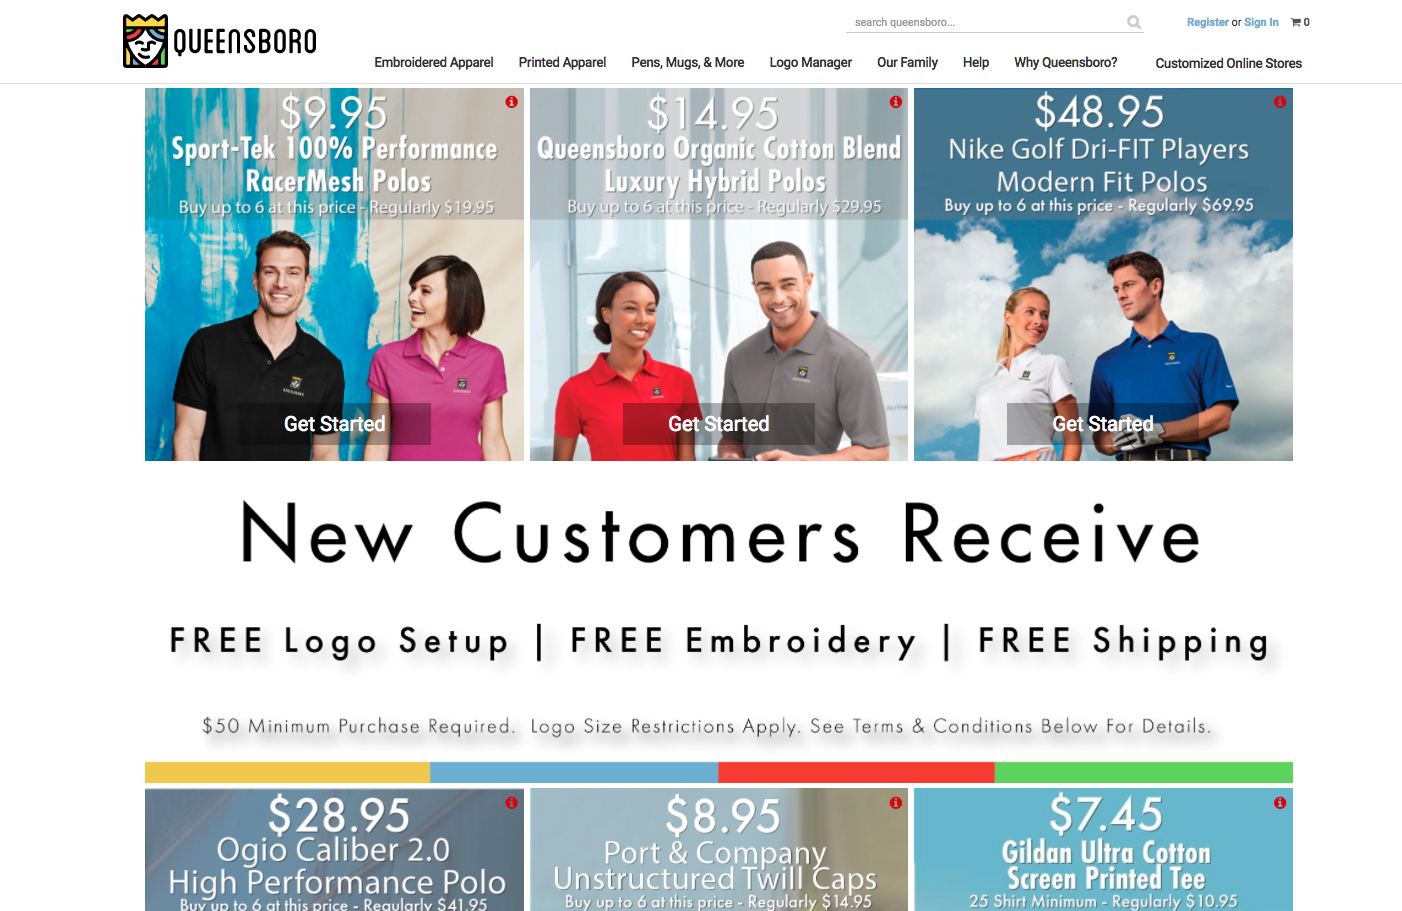 QUEENSBORO
search queensboro...
Register or Sign In 0
Embroidered Apparel Printed Apparel Pens, Mugs, & More Logo Manager Our Family Help Why Queensboro? Customized Online Stores
$9.95
Sport-Tek 100% Performance
RacerMesh Polos
Buy up to 6 at this price - Regularly $19.95
Get Started
$14.95
Queensboro Organic Cotton Blend
Luxury Hybrid Polos
Buy up to 6 at this price - Regularly $29.95
Get Started
$48.95
Nike Golf Dri-FIT Players
Modern Fit Polos
Buy up to 6 at this price - Regularly $69.95
Get Started
New Customers Receive
FREE Logo Setup | FREE Embroidery | FREE Shipping
$50 Minimum Purchase Required. Logo Size Restrictions Apply. See Terms & Conditions Below For Details.
$28.95
Ogio Caliber 2.0
High Performance Polo
Buy up to 6 at this price - Regularly $41.95
$8.95
Port & Company
Unstructured Twill Caps
Buy up to 6 at this price - Regularly $14.95
$7.45
Gildan Ultra Cotton
Screen Printed Tee
25 Shirt Minimum - Regularly $10.95